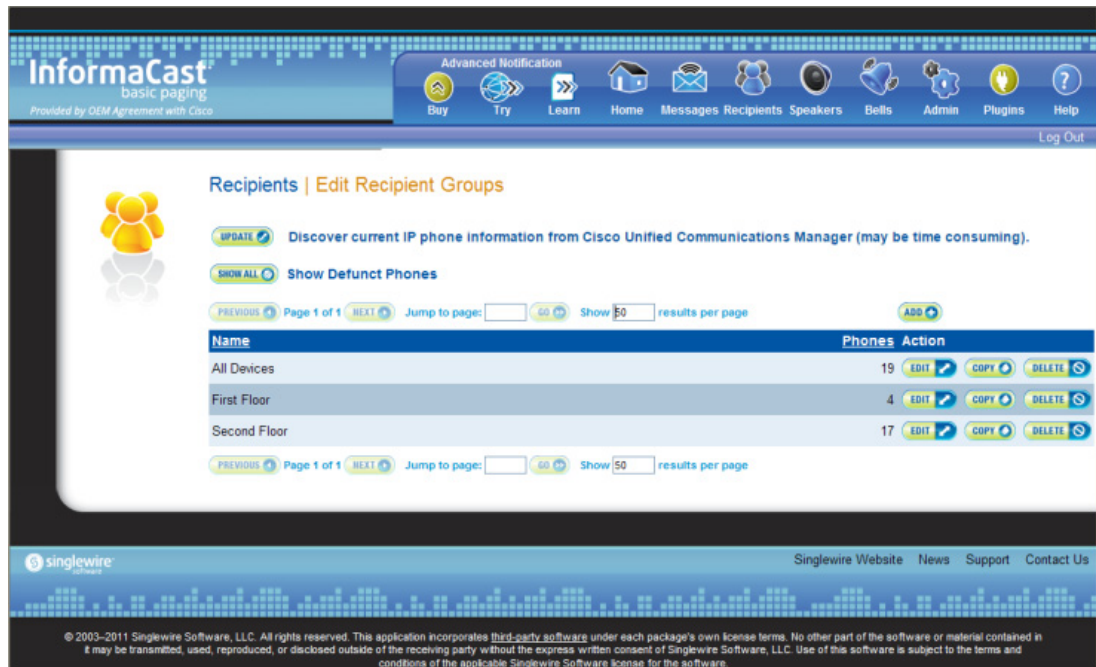 InformaCast
basic paging
Provided by OEM Agreement with Cisco
Advanced Notification
Buy Try Learn Home Messages Recipients Speakers Bells Admin Plugins Help
Log Out
Recipients | Edit Recipient Groups
UPDATE Discover current IP phone information from Cisco Unified Communications Manager (may be time consuming).
SHOW ALL Show Defunct Phones
PREVIOUS Page 1 of 1 NEXT Jump to page: GO Show 50 results per page ADD
Name Phones Action
All Devices 19 EDIT COPY DELETE
First Floor 4 EDIT COPY DELETE
Second Floor 17 EDIT COPY DELETE
PREVIOUS Page 1 of 1 NEXT Jump to page: GO Show 50 results per page
singlewire
software
Singlewire Website News Support Contact Us
© 2003–2011 Singlewire Software, LLC. All rights reserved. This application incorporates third-party software under each package's own license terms. No other part of the software or material contained in
it may be transmitted, used, reproduced, or disclosed outside of the receiving party without the express written consent of Singlewire Software, LLC. Use of this software is subject to the terms and
conditions of the applicable Singlewire Software license for the software.